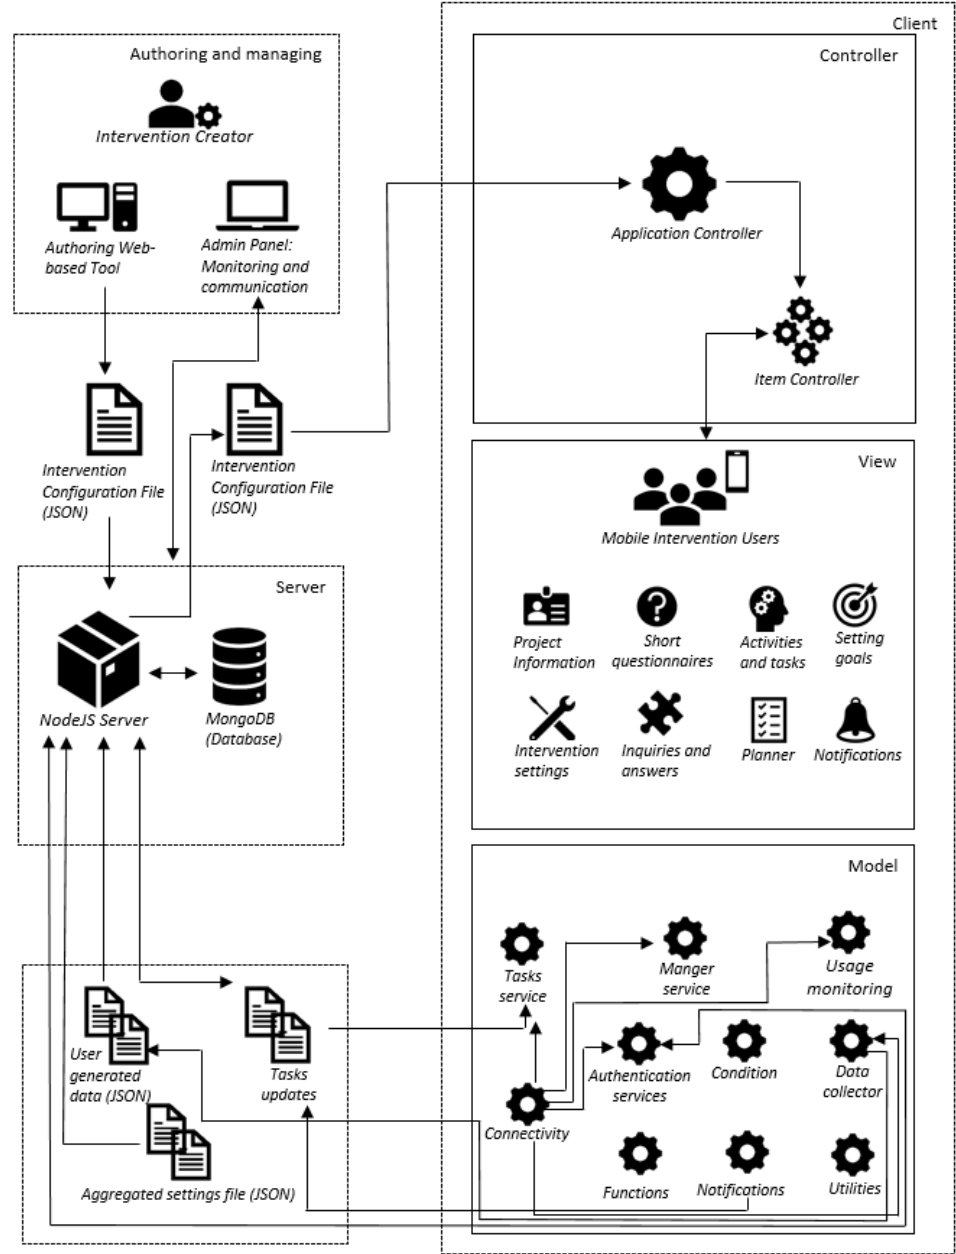 Client
Authoring and managing
Intervention Creator
Authoring Web-
based Tool
Admin Panel:
Monitoring and
communication
Intervention
Configuration File
(JSON)
Intervention
Configuration File
(JSON)
Server
NodeJS Server
MongoDB
(Database)
User
generated
data (JSON)
Tasks
updates
Aggregated settings file (JSON)
Controller
Application Controller
Item Controller
View
Mobile Intervention Users
Project
Information
Short
questionnaires
Activities
and tasks
Setting
goals
Intervention
settings
Inquiries and
answers
Planner
Notifications
Model
Tasks
service
Manger
service
Usage
monitoring
Authentication
services
Condition
Data
collector
Connectivity
Functions
Notifications
Utilities